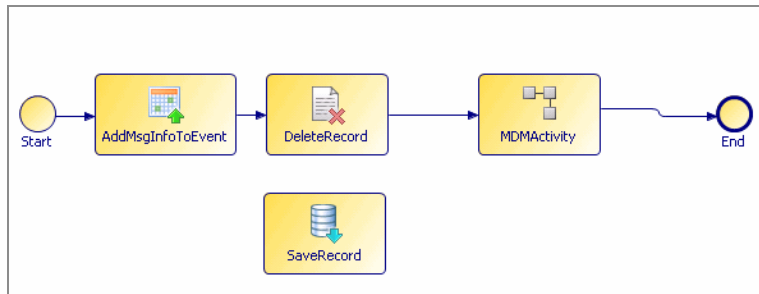 Start
AddMsgInfoToEvent
DeleteRecord
MDMActivity
End
SaveRecord